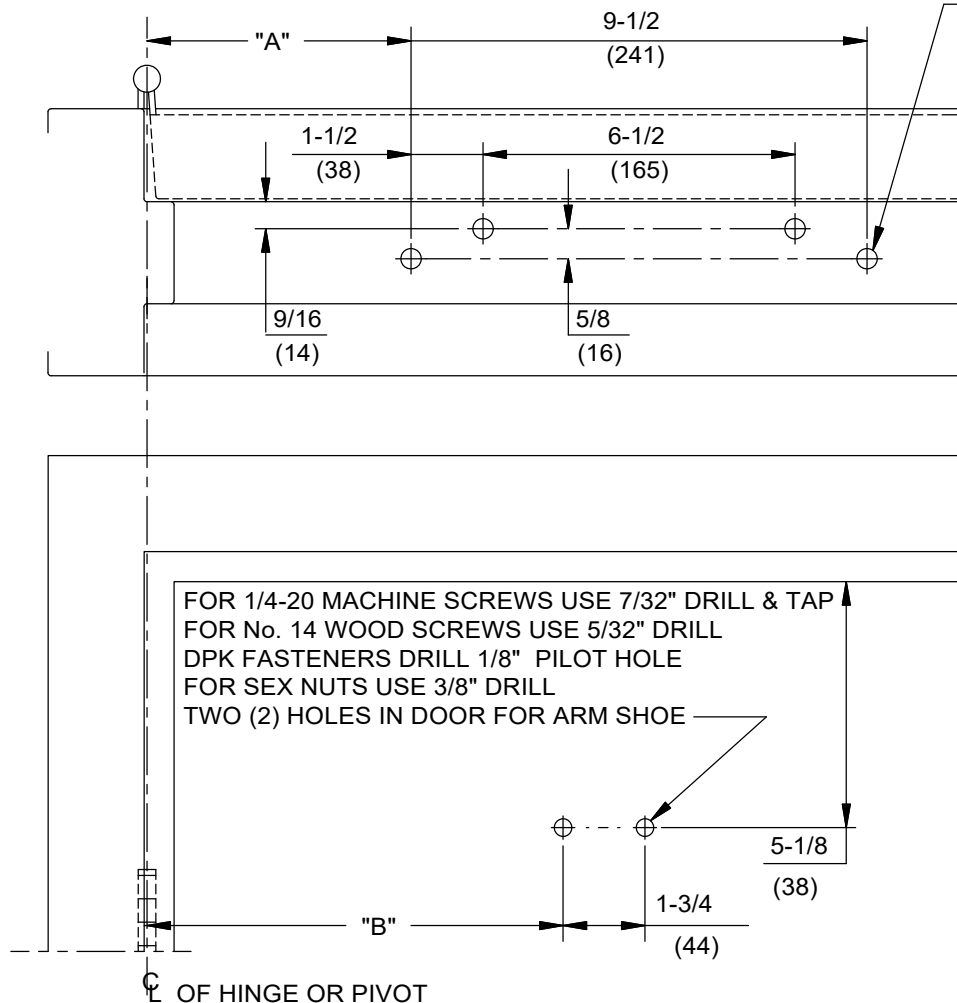 "A"
9-1/2
(241)
1-1/2
(38)
6-1/2
(165)
9/16
(14)
5/8
(16)
FOR 1/4-20 MACHINE SCREWS USE 7/32" DRILL & TAP
FOR No. 14 WOOD SCREWS USE 5/32" DRILL
DPK FASTENERS DRILL 1/8" PILOT HOLE
FOR SEX NUTS USE 3/8" DRILL
TWO (2) HOLES IN DOOR FOR ARM SHOE
5-1/8
(38)
"B"
1-3/4
(44)
℄ OF HINGE OR PIVOT